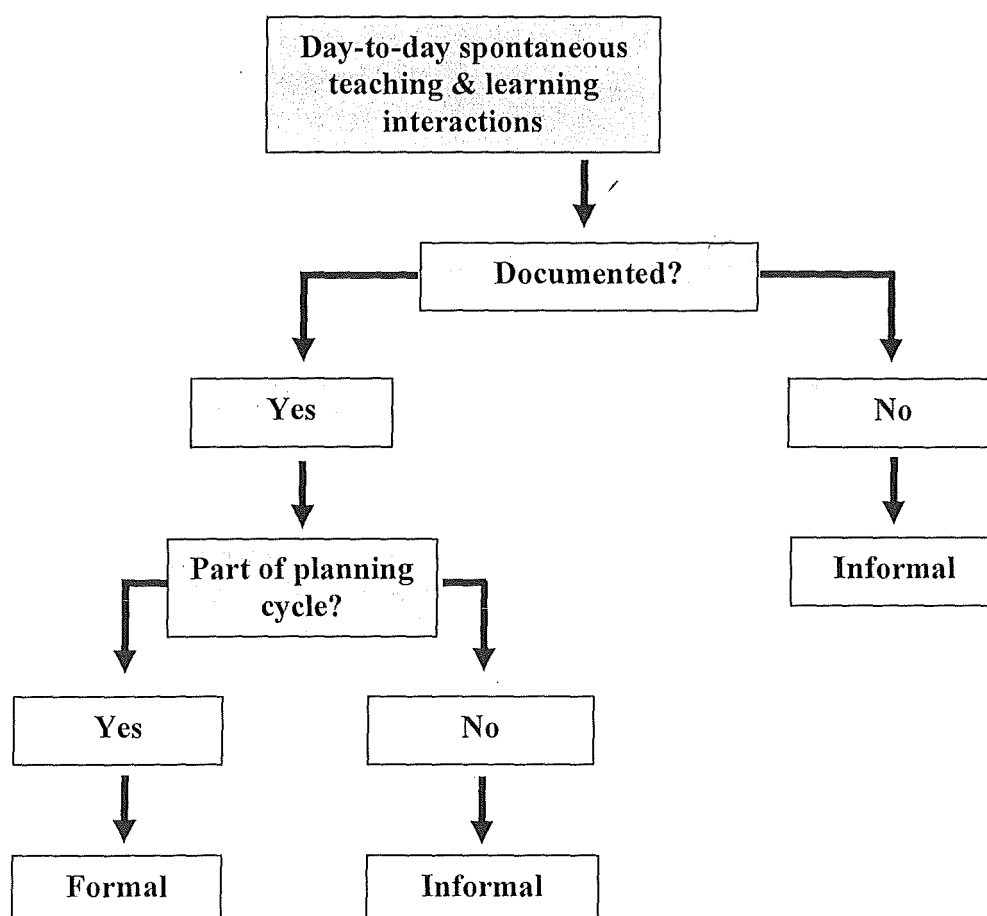 Day-to-day spontaneous
teaching & learning
interactions
Documented?
Yes
No
Part of planning
cycle?
Informal
Yes
No
Formal
Informal